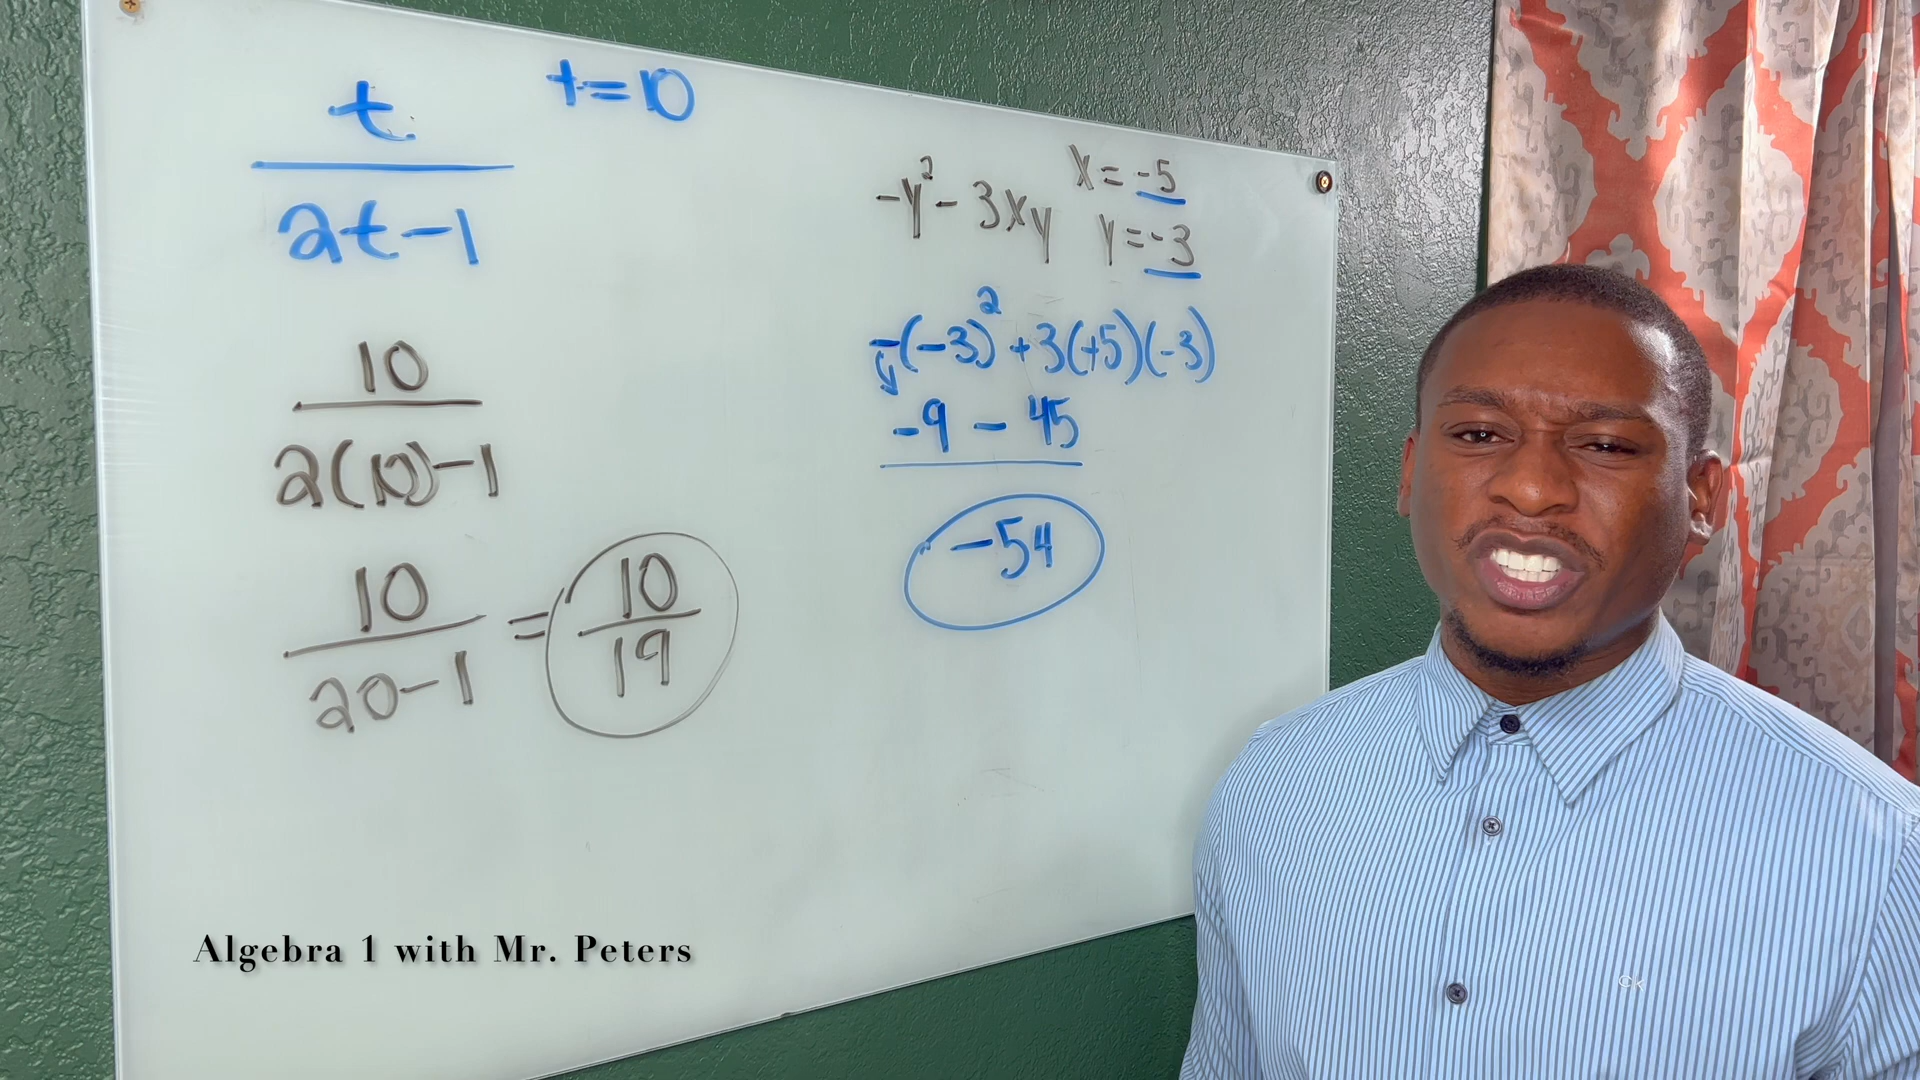 t
t=10
2t-1
10
2(10)-1
10
20-1
=
10
19
-y²-3xy
x=-5
y=-3
-(-3)²+3(+5)(-3)
-9-45
-54
Algebra 1 with Mr. Peters
CK